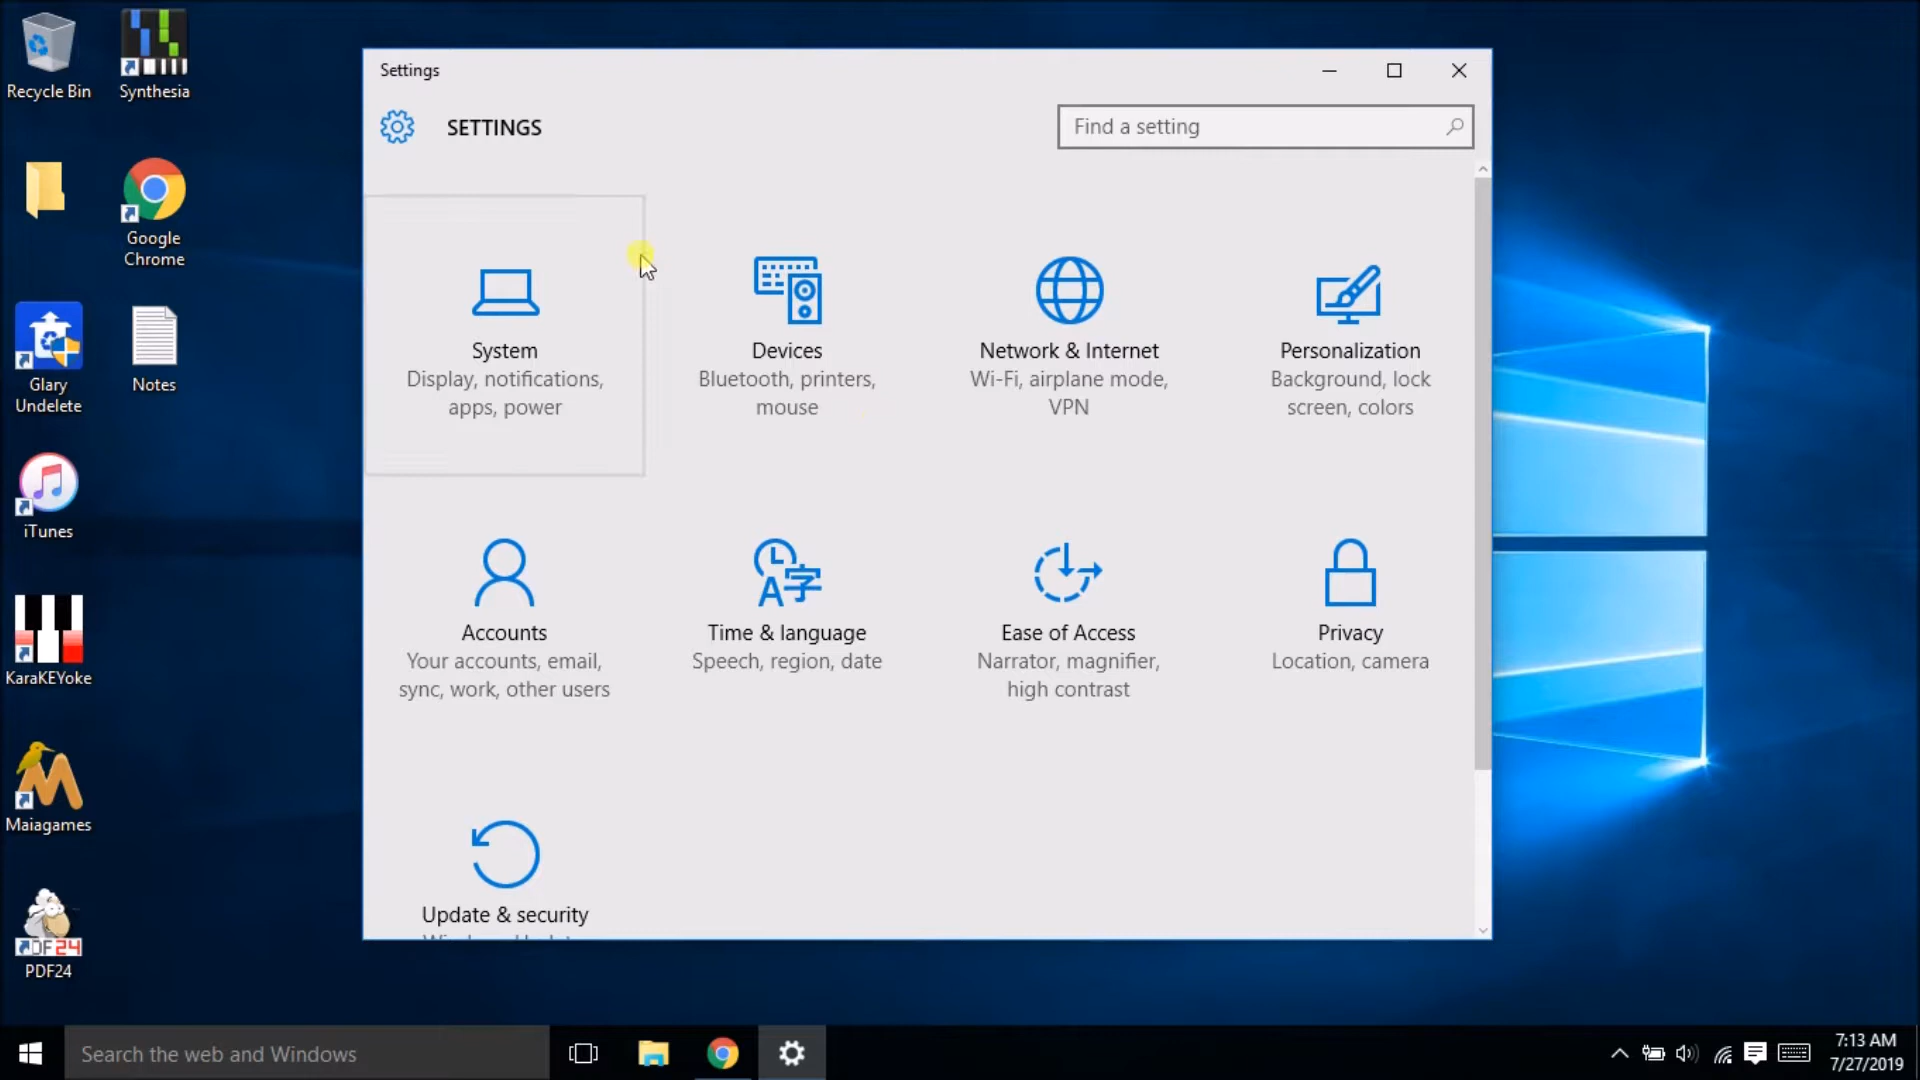 Recycle Bin
Synthesia
Google
Chrome
Glary
Undelete
Notes
iTunes
KaraKEYoke
Maiagames
PDF24
Settings
SETTINGS
Find a setting
System
Display, notifications,
apps, power
Devices
Bluetooth, printers,
mouse
Network & Internet
Wi-Fi, airplane mode,
VPN
Personalization
Background, lock
screen, colors
Accounts
Your accounts, email,
sync, work, other users
Time & language
Speech, region, date
Ease of Access
Narrator, magnifier,
high contrast
Privacy
Location, camera
Update & security
Search the web and Windows
7:13 AM
7/27/2019